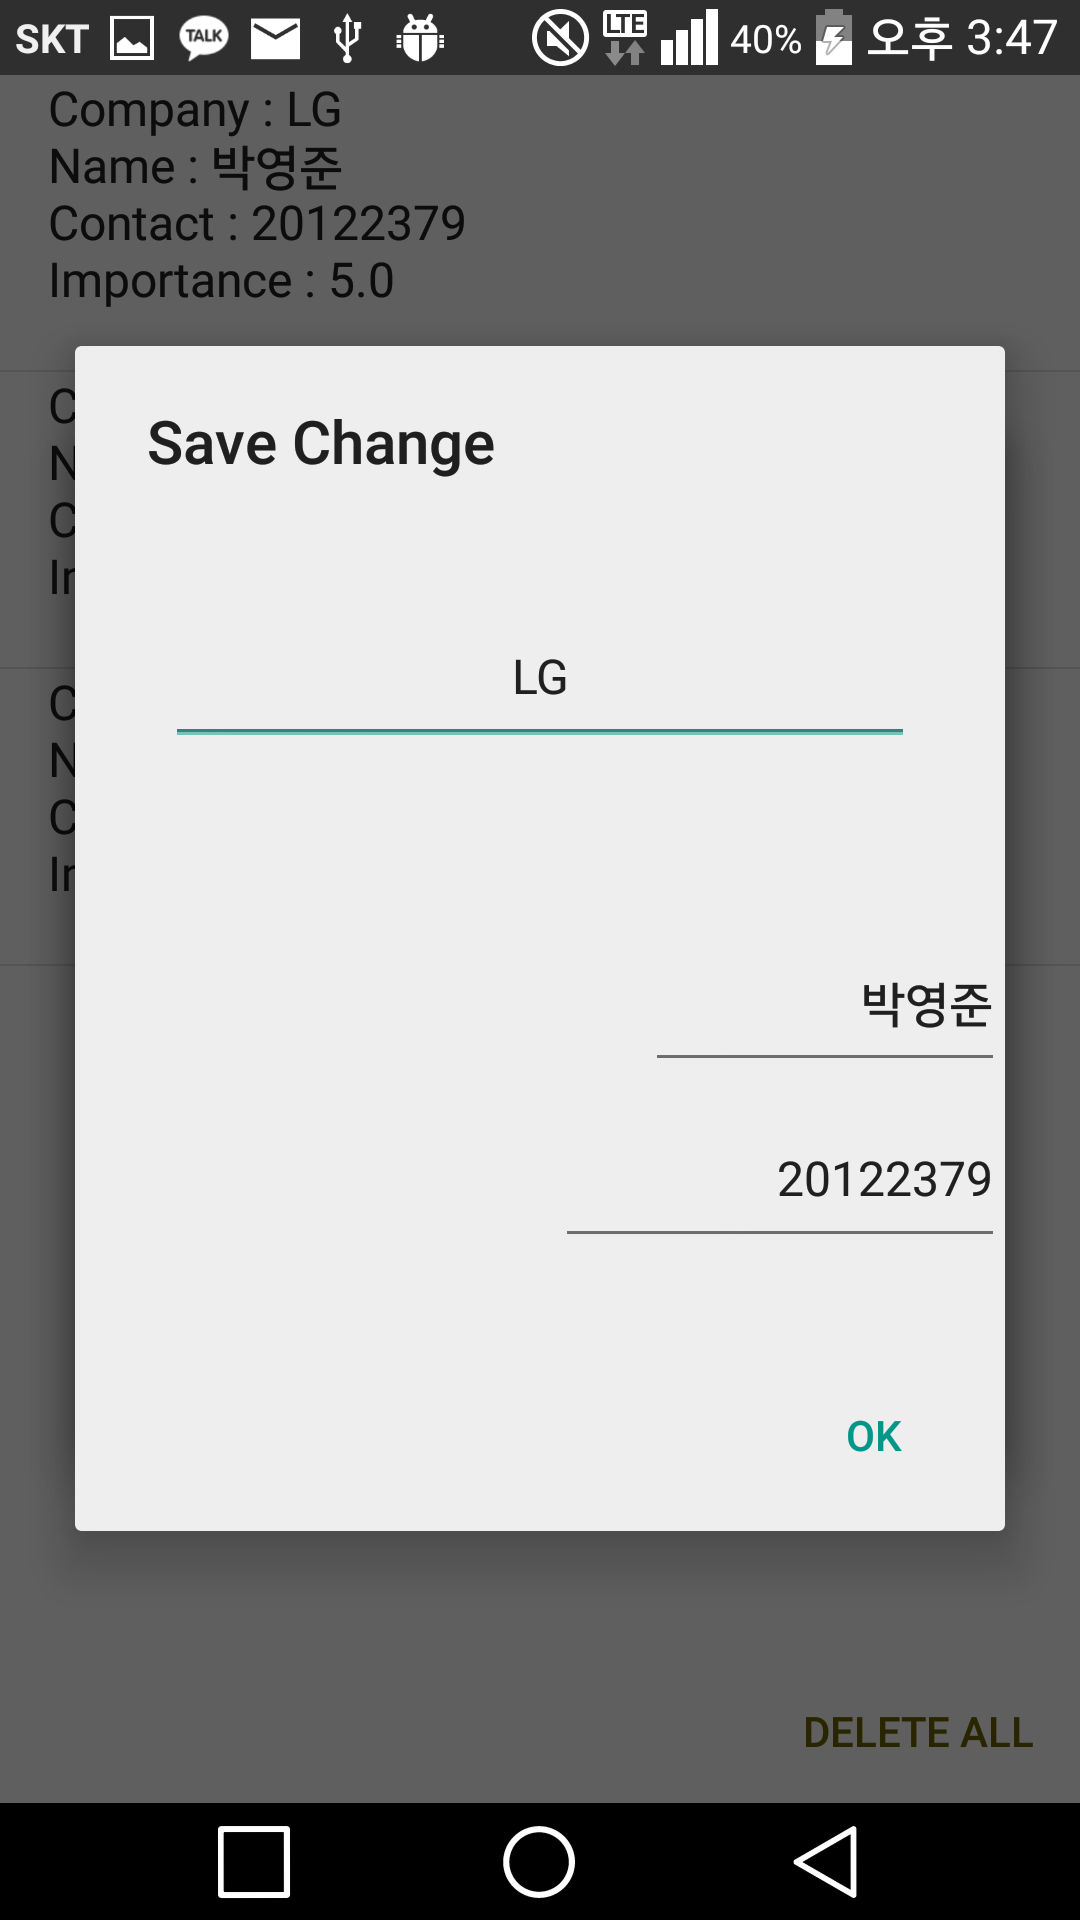 SKT TALK LTE 40% 오후 3:47
Company : LG
Name : 박영준
Contact : 20122379
Importance : 5.0
Save Change
LG
박영준
20122379
OK
DELETE ALL